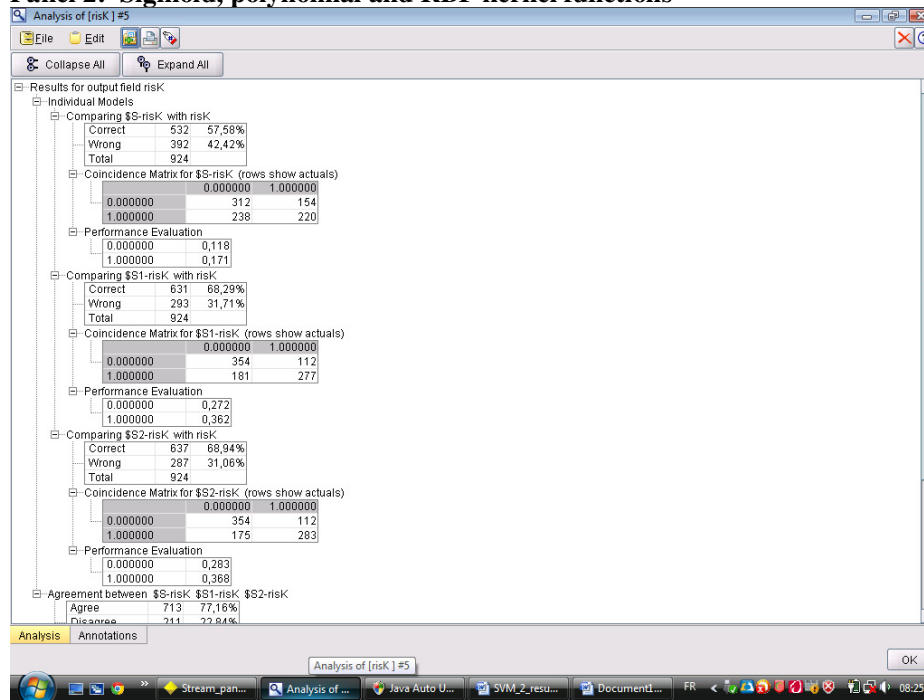 Panel 2: Sigmoid, polynomial and RBF kernel functions
Analysis of [risK ] #5
File Edit
Collapse All Expand All
Results for output field risK
Individual Models
Comparing $S-risK with risK
Correct 532 57,58%
Wrong 392 42,42%
Total 924
Coincidence Matrix for $S-risK (rows show actuals)
0.000000 1.000000
0.000000 312 154
1.000000 238 220
Performance Evaluation
0.000000 0,118
1.000000 0,171
Comparing $S1-risK with risK
Correct 631 68,29%
Wrong 293 31,71%
Total 924
Coincidence Matrix for $S1-risK (rows show actuals)
0.000000 1.000000
0.000000 354 112
1.000000 181 277
Performance Evaluation
0.000000 0,272
1.000000 0,362
Comparing $S2-risK with risK
Correct 637 68,94%
Wrong 287 31,06%
Total 924
Coincidence Matrix for $S2-risK (rows show actuals)
0.000000 1.000000
0.000000 354 112
1.000000 175 283
Performance Evaluation
0.000000 0,283
1.000000 0,368
Agreement between $S-risK $S1-risK $S2-risK
Agree 713 77,16%
Disagree 211 22,84%
Analysis Annotations
OK
Analysis of [risK ] #5
Stream_pan... Analysis of ... Java Auto U... SVM_2_resu... Document1... FR